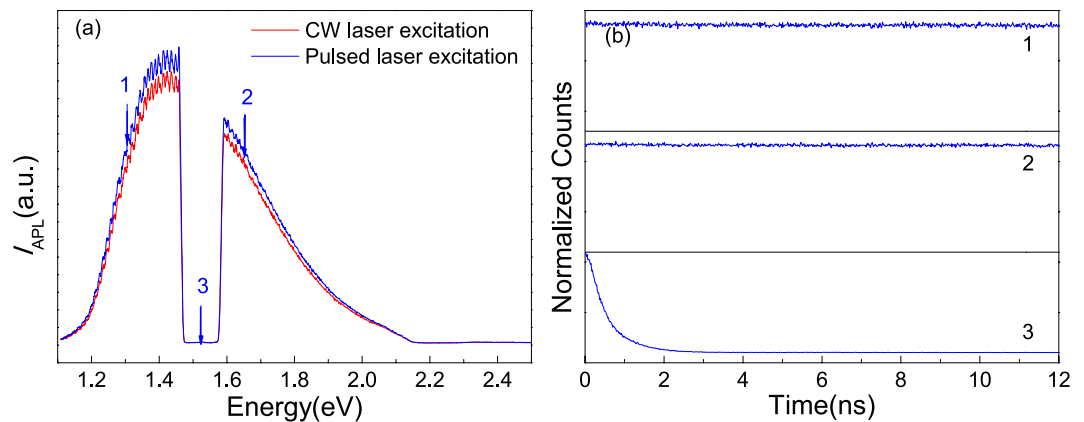 (a)
CW laser excitation
Pulsed laser excitation
1
2
3
I_APL(a.u.)
1.2 1.4 1.6 1.8 2.0 2.2 2.4
Energy(eV)
(b)
1
2
3
Normalized Counts
0 2 4 6 8 10 12
Time(ns)